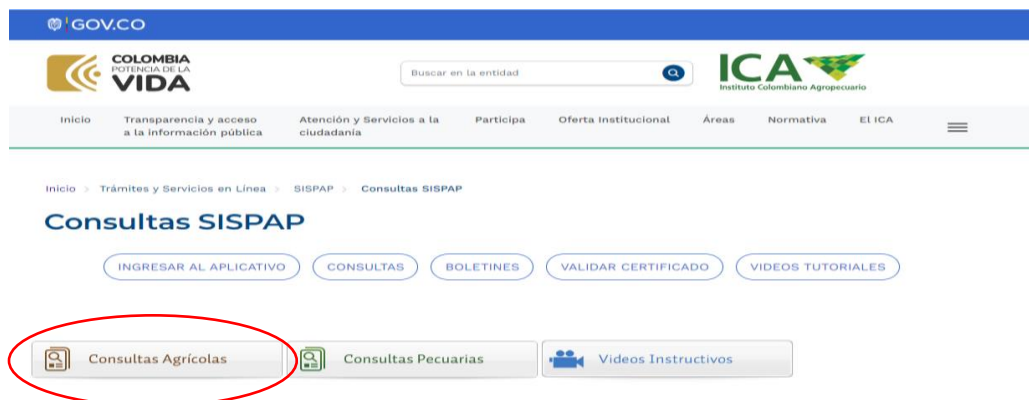 GOV.CO
COLOMBIA
POTENCIA DE LA
VIDA
Buscar en la entidad
ICA
Instituto Colombiano Agropecuario
Inicio
Transparencia y acceso
a la información pública
Atención y Servicios a la
ciudadanía
Participa
Oferta Institucional
Áreas
Normativa
El ICA
Inicio > Trámites y Servicios en Línea > SISPAP > Consultas SISPAP
Consultas SISPAP
INGRESAR AL APLICATIVO
CONSULTAS
BOLETINES
VALIDAR CERTIFICADO
VIDEOS TUTORIALES
Consultas Agrícolas
Consultas Pecuarias
Videos Instructivos